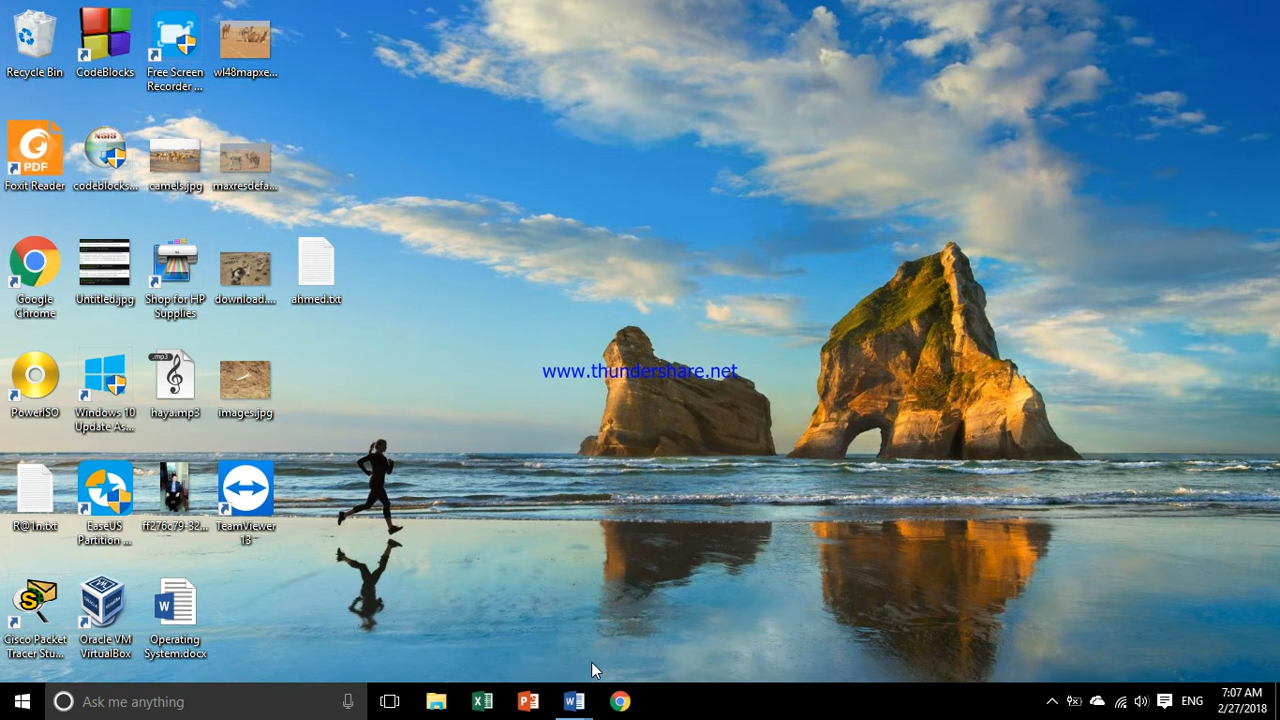 Recycle Bin
CodeBlocks
Free Screen
Recorder ...
wl48mapxe...
PDF
Foxit Reader
codeblocks...
camels.jpg
maxresdefa...
Google
Chrome
Untitled.jpg
Shop for HP
Supplies
download....
ahmed.txt
www.thundershare.net
PowerISO
Windows 10
Update As...
.mp3
haya.mp3
images.jpg
R@1n.txt
EaseUS
Partition ...
ff276c79-32...
TeamViewer
13
Cisco Packet
Tracer Stu...
Oracle VM
VirtualBox
Operating
System.docx
Ask me anything
ENG
7:07 AM
2/27/2018